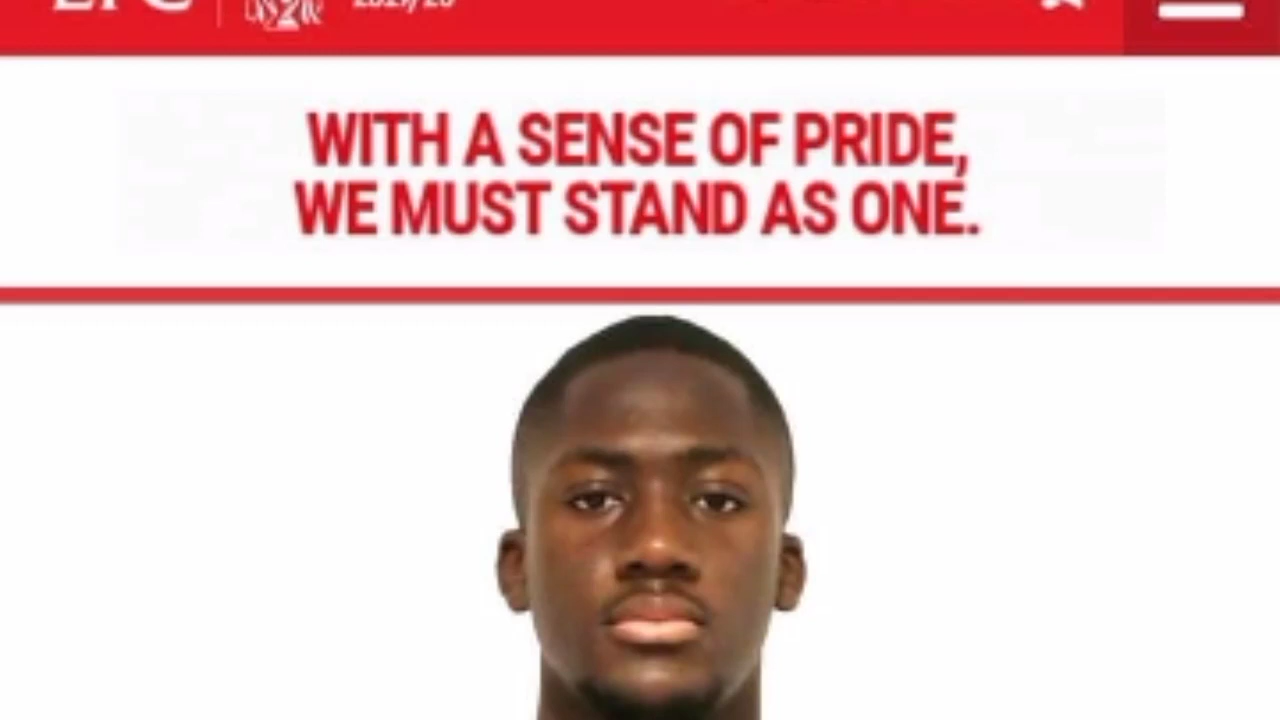 WITH A SENSE OF PRIDE,
WE MUST STAND AS ONE.